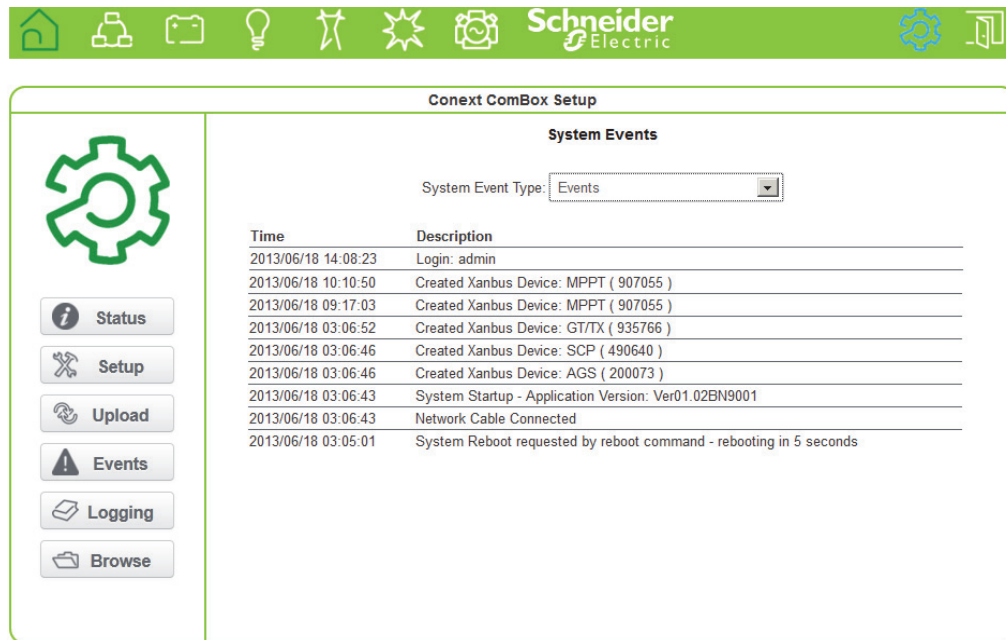 Schneider
Electric
Conext ComBox Setup
System Events
System Event Type: Events
Time Description
2013/06/18 14:08:23 Login: admin
2013/06/18 10:10:50 Created Xanbus Device: MPPT ( 907055 )
2013/06/18 09:17:03 Created Xanbus Device: MPPT ( 907055 )
2013/06/18 03:06:52 Created Xanbus Device: GT/TX ( 935766 )
2013/06/18 03:06:46 Created Xanbus Device: SCP ( 490640 )
2013/06/18 03:06:46 Created Xanbus Device: AGS ( 200073 )
2013/06/18 03:06:43 System Startup - Application Version: Ver01.02BN9001
2013/06/18 03:06:43 Network Cable Connected
2013/06/18 03:05:01 System Reboot requested by reboot command - rebooting in 5 seconds
Status
Setup
Upload
Events
Logging
Browse